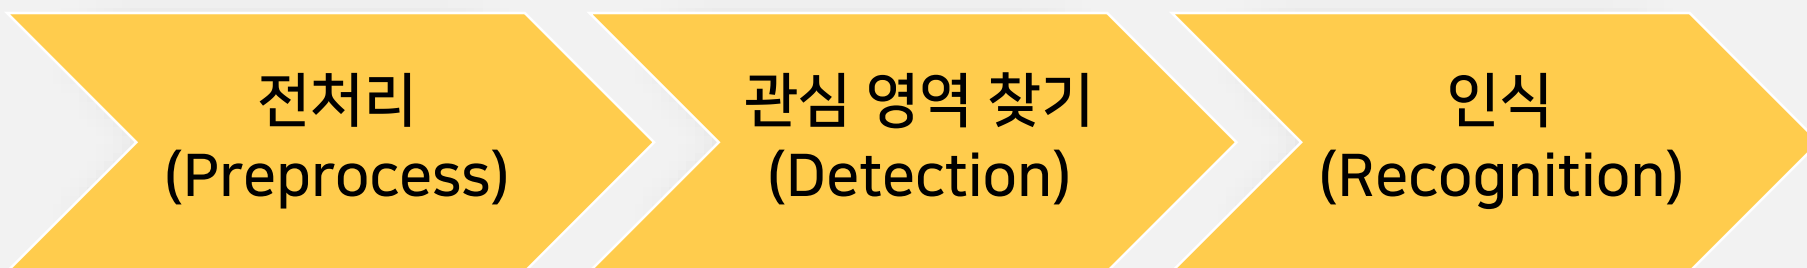 전처리
(Preprocess)
관심 영역 찾기
(Detection)
인식
(Recognition)